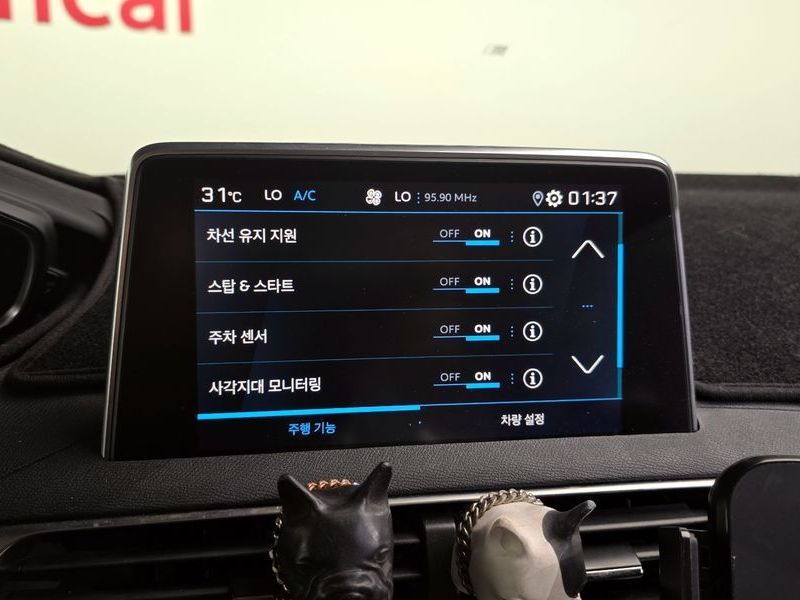 31°C LO A/C LO 95.90 MHz 01:37
차선 유지 지원 OFF ON
스탑 & 스타트 OFF ON
주차 센서 OFF ON
사각지대 모니터링 OFF ON
주행 기능 차량 설정